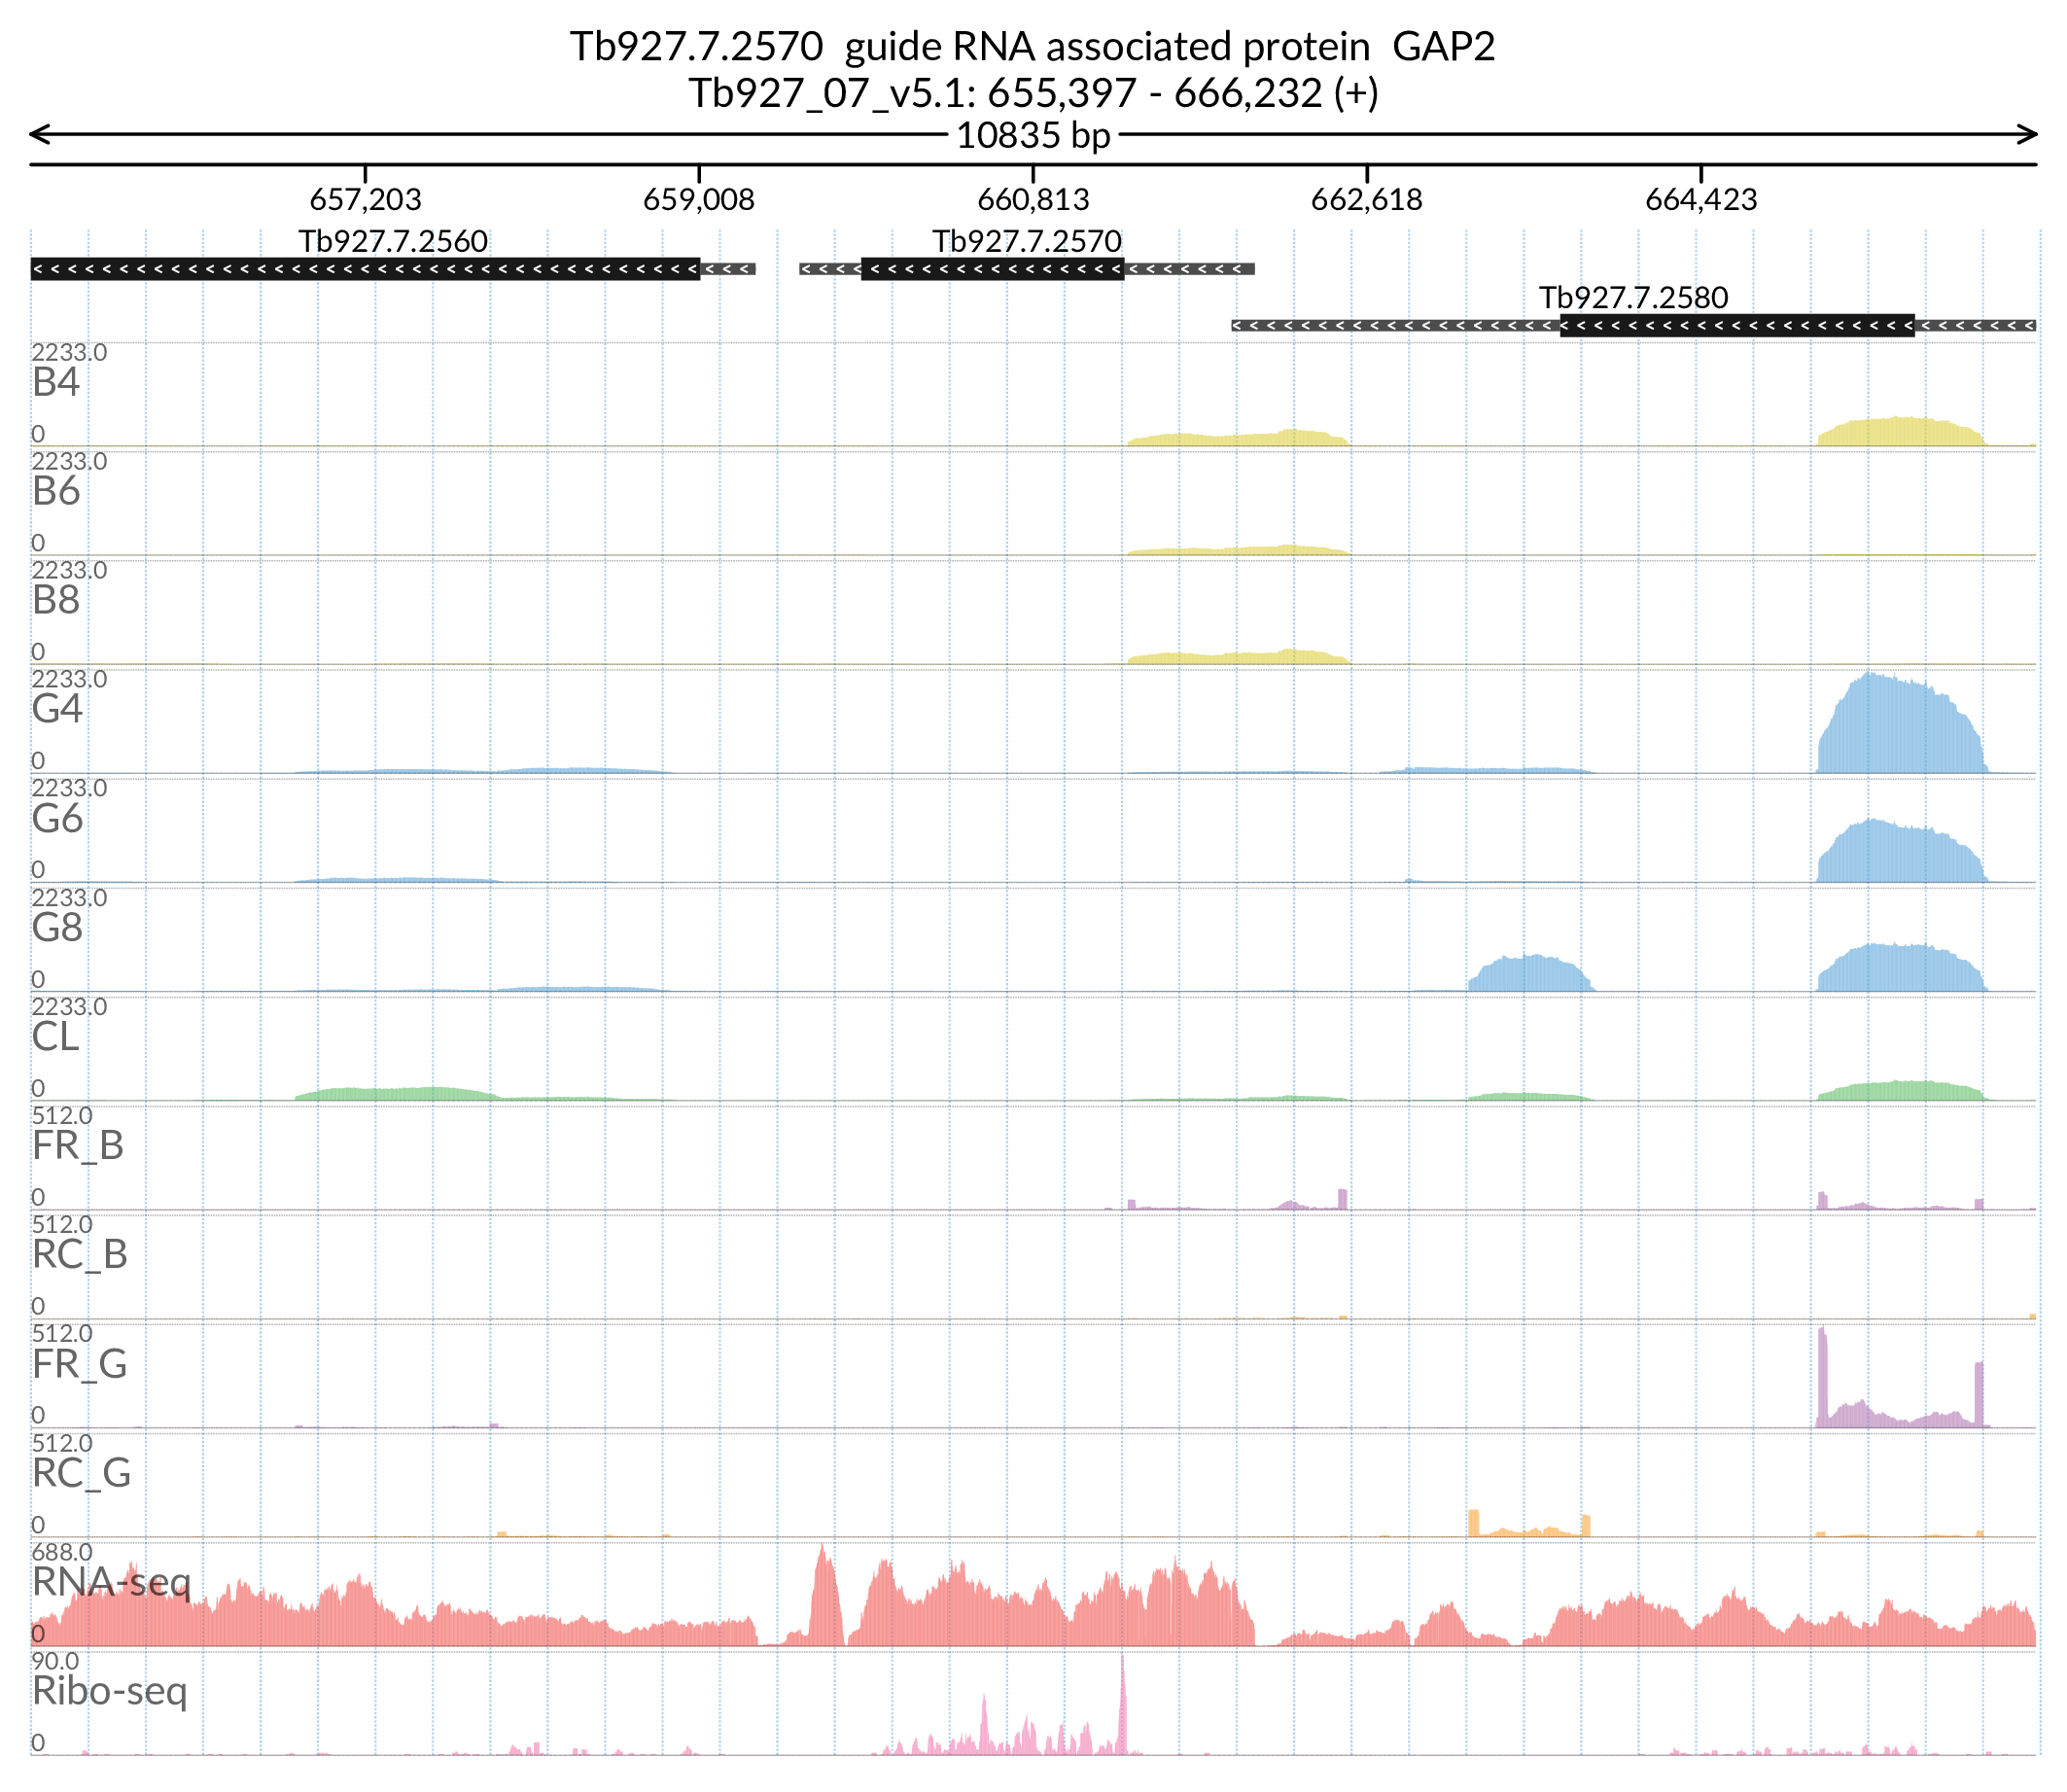 Tb927.7.2570  guide RNA associated protein  GAP2
Tb927_07_v5.1: 655,397 - 666,232 (+)
10835 bp
657,203 659,008 660,813 662,618 664,423
Tb927.7.2560 Tb927.7.2570
Tb927.7.2580
2233.0
B4
0
2233.0
B6
0
2233.0
B8
0
2233.0
G4
0
2233.0
G6
0
2233.0
G8
0
2233.0
CL
0
512.0
FR_B
0
512.0
RC_B
0
512.0
FR_G
0
512.0
RC_G
0
688.0
RNA-seq
0
90.0
Ribo-seq
0